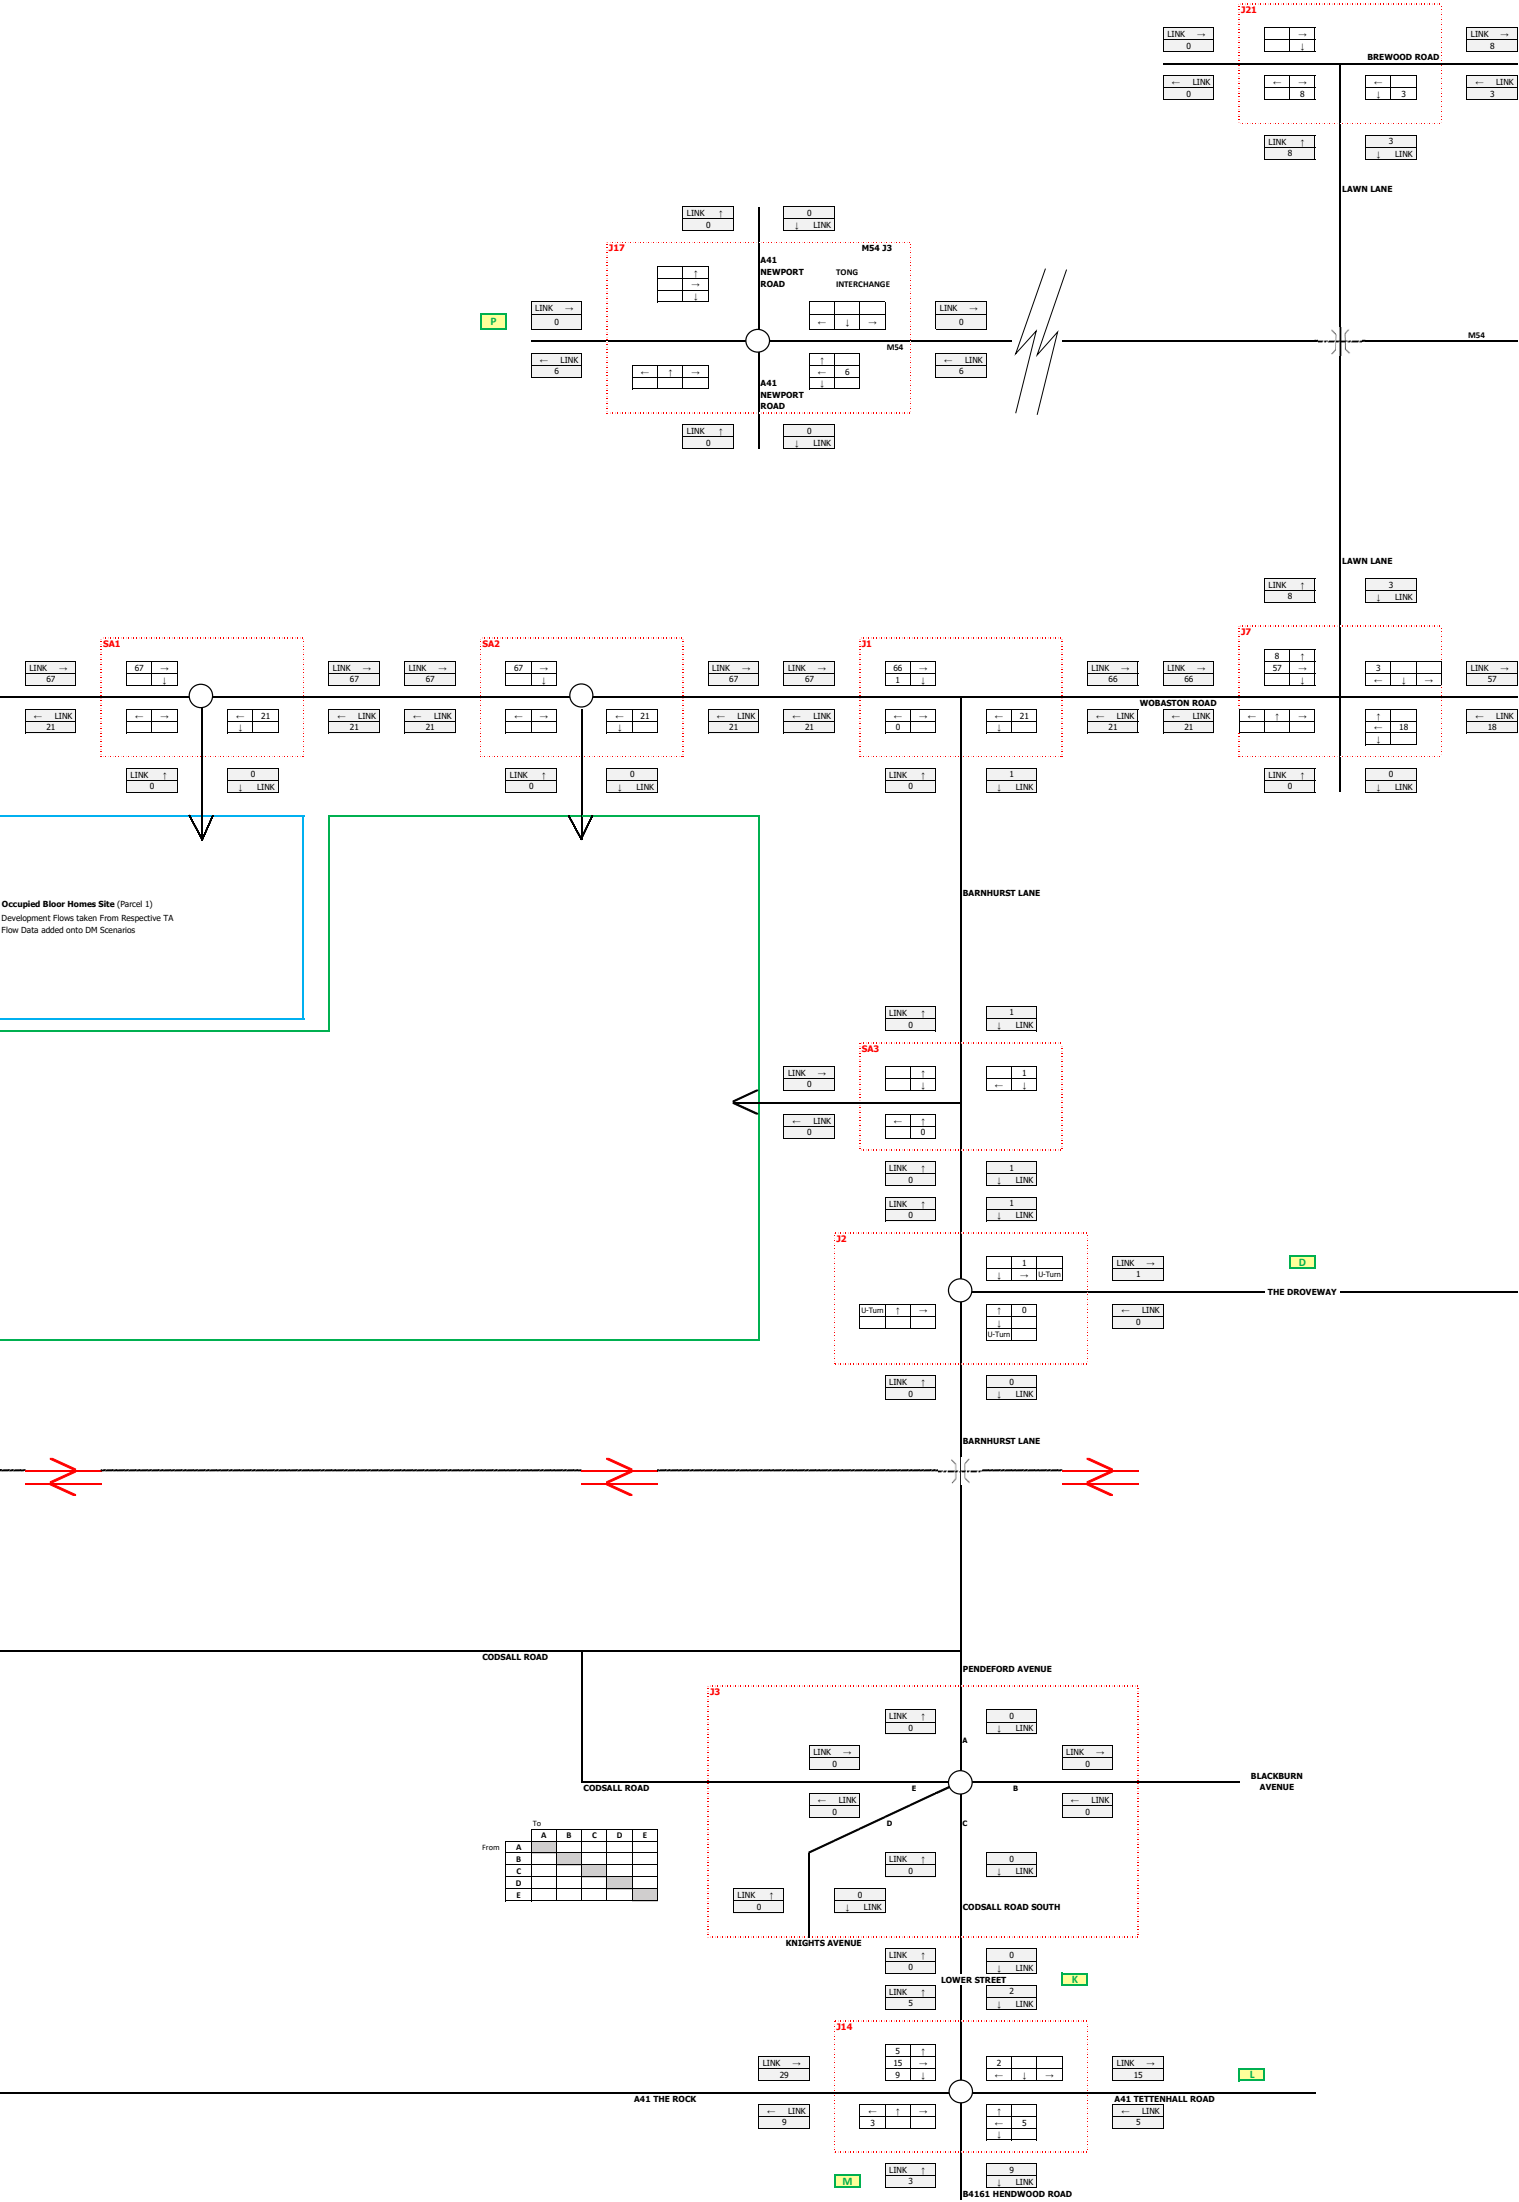 J21
LINK → → LINK →
0 ↓ 8
BREWOOD ROAD
← LINK ← → ← ← LINK
0 8 ↓ 3 3
LINK ↑ 3
8 ↓ LINK
LAWN LANE
LINK ↑ 0
0 ↓ LINK
J17 M54 J3
A41
NEWPORT
ROAD
TONG
INTERCHANGE
↑
→
↓
P
LINK → LINK →
0 ← ↓ → 0
M54
M54
← LINK ↑ ← LINK
6 ← ↑ → ← 6 6
↓
A41
NEWPORT
ROAD
LINK ↑ 0
0 ↓ LINK
LAWN LANE
LINK ↑ 3
8 ↓ LINK
SA1
LINK → 67 → LINK →
67 ↓ 67
← LINK ← → ← 21 ← LINK
21 ↓ 21
LINK ↑ 0
0 ↓ LINK
SA2
LINK → 67 → LINK →
67 ↓ 67
← LINK ← → ← 21 ← LINK
21 ↓ 21
LINK ↑ 0
0 ↓ LINK
J1
LINK → 66 → LINK →
67 1 ↓ 66
← LINK ← → ← 21 ← LINK
21 0 ↓ 21
LINK ↑ 1
0 ↓ LINK
WOBASTON ROAD
J7
LINK → 8 ↑ 3 LINK →
66 57 → ← ↓ → 57
↓
← LINK ← ↑ → ↑ ← LINK
21 ← 18 18
↓
LINK ↑ 0
0 ↓ LINK
BARNHURST LANE
Occupied Bloor Homes Site (Parcel 1)
Development Flows taken From Respective TA
Flow Data added onto DM Scenarios
LINK ↑ 1
0 ↓ LINK
SA3
LINK → ↑ 1
0 ↓ ← ↓
← LINK ← ↑
0 0
LINK ↑ 1
0 ↓ LINK
LINK ↑ 1
0 ↓ LINK
J2
1 LINK →
↓ → U-Turn 1
D
THE DROVEWAY
U-Turn ↑ → ↑ 0 ← LINK
↓ 0
U-Turn
LINK ↑ 0
0 ↓ LINK
BARNHURST LANE
CODSALL ROAD
PENDEFORD AVENUE
J3
LINK ↑ 0
0 ↓ LINK
A
LINK → LINK →
0 0
BLACKBURN
AVENUE
CODSALL ROAD
E B
← LINK ← LINK
0 0
D C
To
A B C D E
From A
B
C
D
E
LINK ↑ 0
0 ↓ LINK
LINK ↑ 0
0 ↓ LINK
CODSALL ROAD SOUTH
KNIGHTS AVENUE
LINK ↑ 0
0 ↓ LINK
LOWER STREET
K
LINK ↑ 2
5 ↓ LINK
J14
LINK → 5 ↑ 2 LINK →
29 15 → ← ↓ → 15
9 ↓
L
A41 THE ROCK
A41 TETTENHALL ROAD
← LINK ← ↑ → ↑ ← LINK
9 3 ← 5 5
↓
M
LINK ↑ 9
3 ↓ LINK
B4161 HENDWOOD ROAD